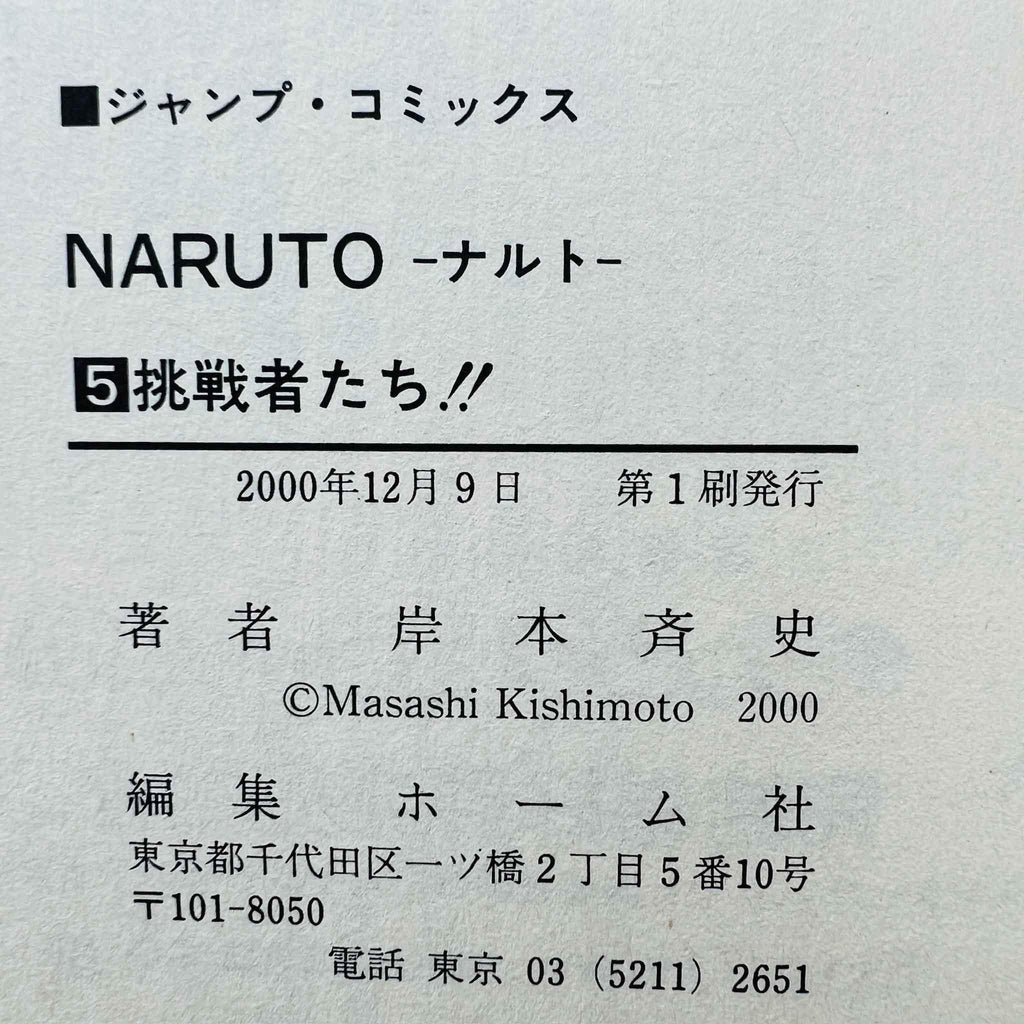 ■ジャンプ・コミックス
NARUTO -ナルト-
5挑戦者たち!!
2000年12月9日 第1刷発行
著者 岸本斉史
©Masashi Kishimoto 2000
編集 ホーム社
東京都千代田区一ツ橋2丁目5番10号
〒101-8050
電話 東京 03 (5211) 2651